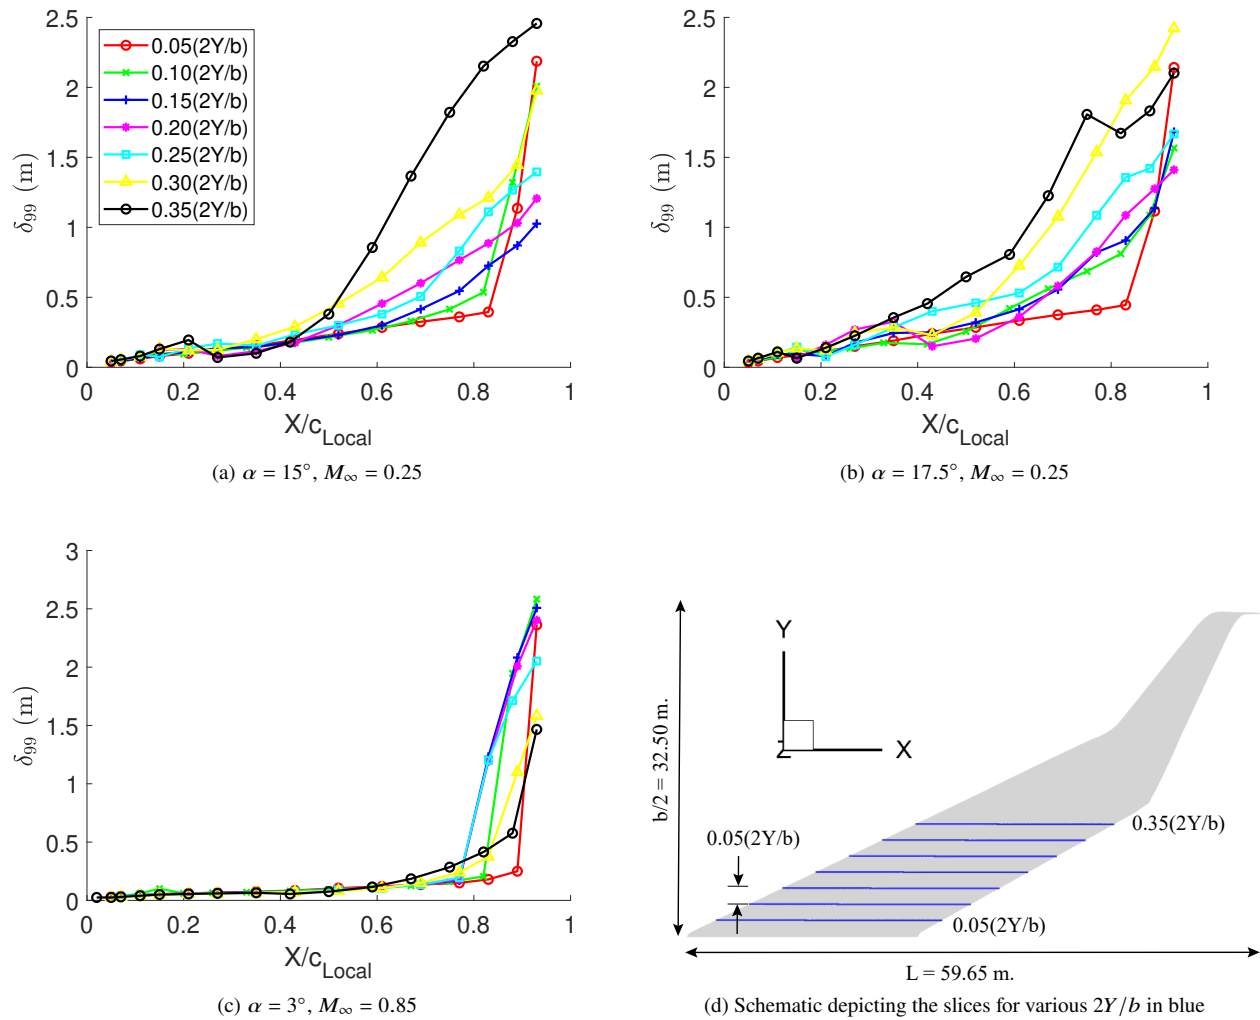 2.5
2
1.5
1
0.5
0
0
0.2
0.4
0.6
0.8
1
δ99 (m)
X/cLocal
0.05(2Y/b)
0.10(2Y/b)
0.15(2Y/b)
0.20(2Y/b)
0.25(2Y/b)
0.30(2Y/b)
0.35(2Y/b)
(a) α = 15°, M∞ = 0.25
2.5
2
1.5
1
0.5
0
0
0.2
0.4
0.6
0.8
1
δ99 (m)
X/cLocal
(b) α = 17.5°, M∞ = 0.25
3
2.5
2
1.5
1
0.5
0
0
0.2
0.4
0.6
0.8
1
δ99 (m)
X/cLocal
(c) α = 3°, M∞ = 0.85
Y
X
Z
b/2 = 32.50 m.
0.35(2Y/b)
0.05(2Y/b)
0.05(2Y/b)
L = 59.65 m.
(d) Schematic depicting the slices for various 2Y/b in blue